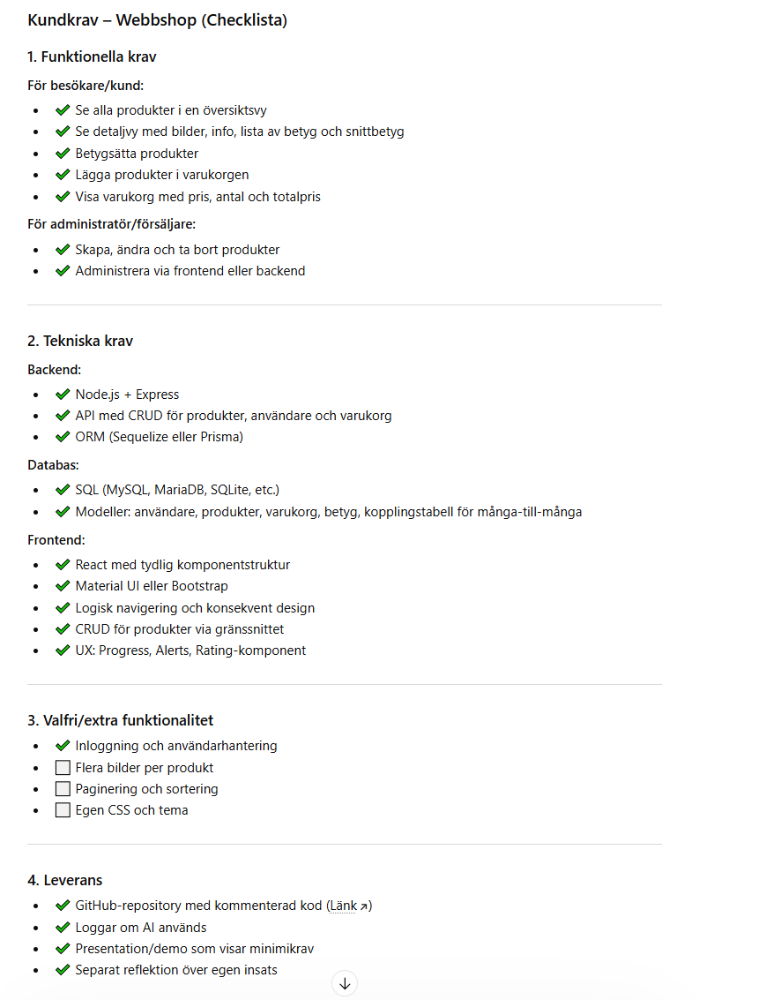 Kundkrav – Webbshop (Checklista)
1. Funktionella krav
För besökare/kund:
• ✔ Se alla produkter i en översiktsvy
• ✔ Se detaljvy med bilder, info, lista av betyg och snittbetyg
• ✔ Betygsätta produkter
• ✔ Lägga produkter i varukorgen
• ✔ Visa varukorg med pris, antal och totalpris
För administratör/försäljare:
• ✔ Skapa, ändra och ta bort produkter
• ✔ Administrera via frontend eller backend
2. Tekniska krav
Backend:
• ✔ Node.js + Express
• ✔ API med CRUD för produkter, användare och varukorg
• ✔ ORM (Sequelize eller Prisma)
Databas:
• ✔ SQL (MySQL, MariaDB, SQLite, etc.)
• ✔ Modeller: användare, produkter, varukorg, betyg, kopplingstabell för många-till-många
Frontend:
• ✔ React med tydlig komponentstruktur
• ✔ Material UI eller Bootstrap
• ✔ Logisk navigering och konsekvent design
• ✔ CRUD för produkter via gränssnittet
• ✔ UX: Progress, Alerts, Rating-komponent
3. Valfri/extra funktionalitet
• ✔ Inloggning och användarhantering
• ☐ Flera bilder per produkt
• ☐ Paginering och sortering
• ☐ Egen CSS och tema
4. Leverans
• ✔ GitHub-repository med kommenterad kod (Länk ↗)
• ✔ Loggar om AI används
• ✔ Presentation/demo som visar minimikrav
• ✔ Separat reflektion över egen insats